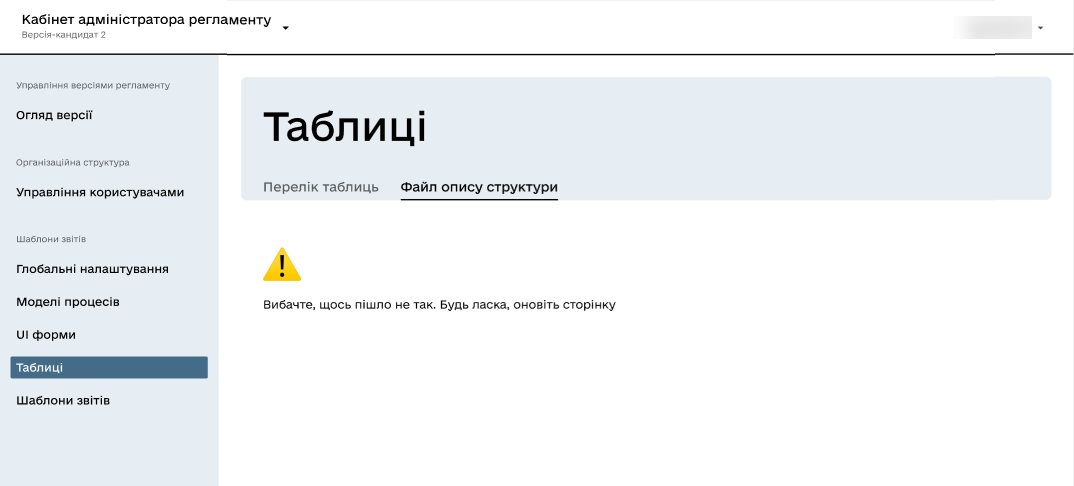 Кабінет адміністратора регламенту
Версія-кандидат 2
Управління версіями регламенту
Огляд версії
Організаційна структура
Управління користувачами
Шаблони звітів
Глобальні налаштування
Моделі процесів
UI форми
Таблиці
Шаблони звітів
Таблиці
Перелік таблиць Файл опису структури
Вибачте, щось пішло не так. Будь ласка, оновіть сторінку